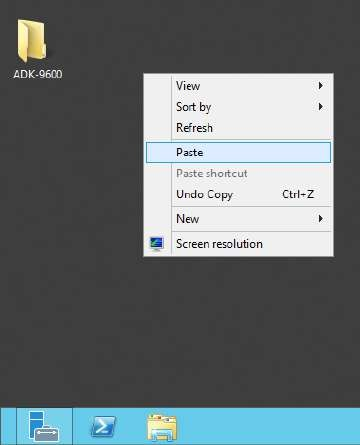 ADK-9600
View
Sort by
Refresh
Paste
Paste shortcut
Undo Copy Ctrl+Z
New
Screen resolution